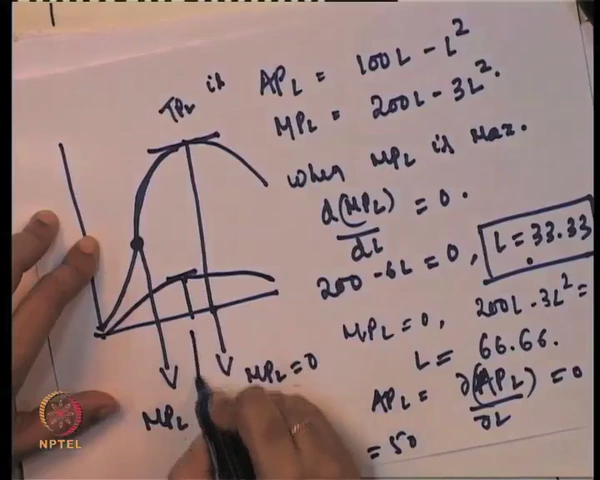 TPL is
APL = 100L - L²
MPL = 200L - 3L².
when MPL is Max.
d(MPL)/dL = 0.
200 - 6L = 0, L = 33.33
MPL = 0, 200L - 3L² =
L = 66.66.
APL = ∂(APL)/∂L = 0
= 50
MPL = 0
MPL
NPTEL